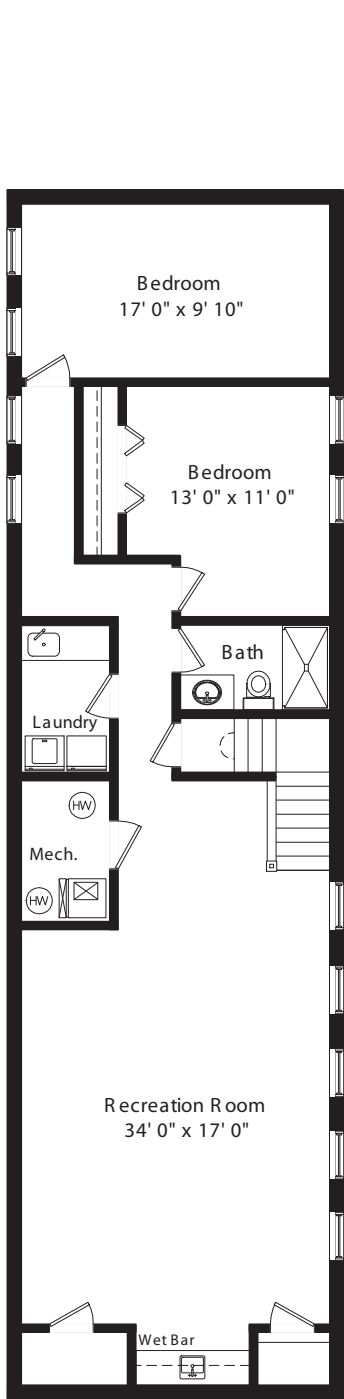 Bedroom
17' 0" x 9' 10"
Bedroom
13' 0" x 11' 0"
Bath
Laundry
HW
Mech.
HW
Recreation Room
34' 0" x 17' 0"
Wet Bar